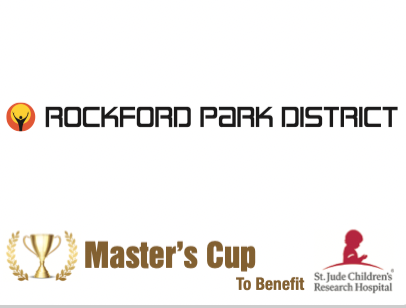 ROCKFORD PARK DISTRICT
Master's Cup
To Benefit
St. Jude Children's®
Research Hospital